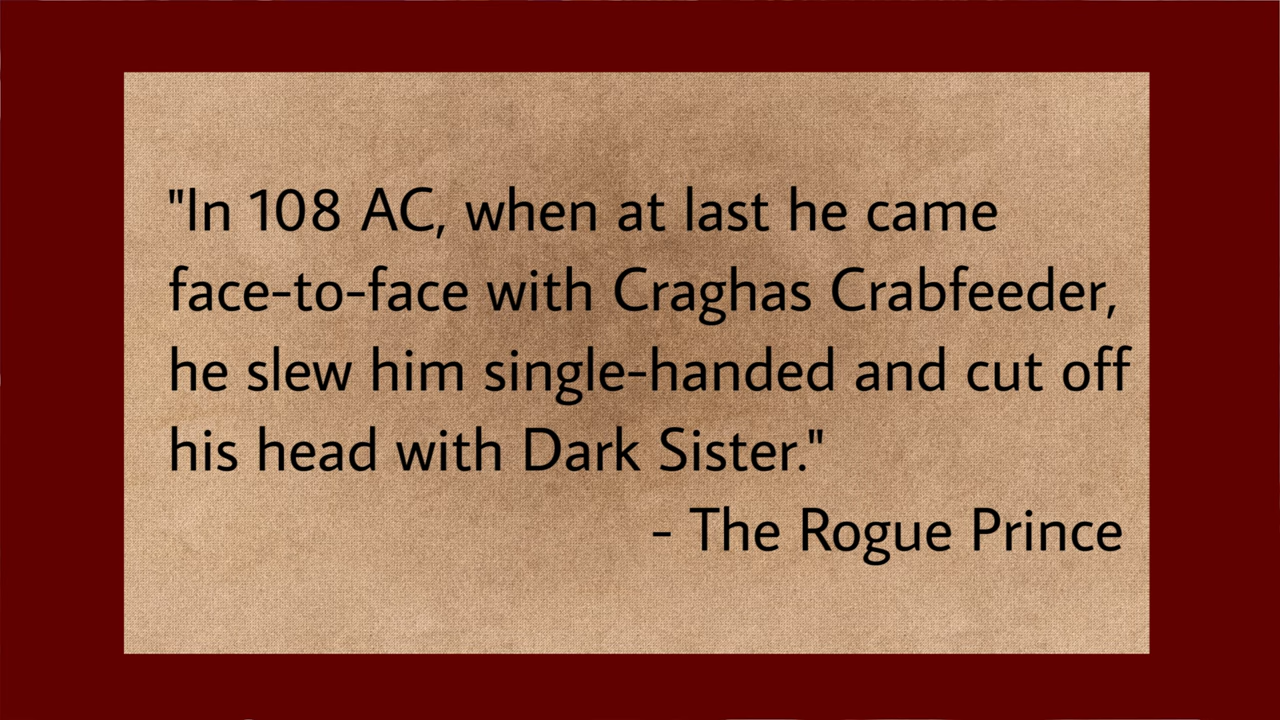 "In 108 AC, when at last he came
face-to-face with Craghas Crabfeeder,
he slew him single-handed and cut off
his head with Dark Sister."
- The Rogue Prince